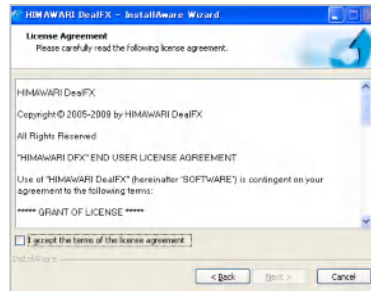 HIMAWARI DealFX - InstallAware Wizard
License Agreement
Please carefully read the following license agreement.
HIMAWARI DealFX
Copyright © 2005-2009 by HIMAWARI DealFX
All Rights Reserved
"HIMAWARI DFX" END USER LICENSE AGREEMENT
Use of "HIMAWARI DealFX" (hereinafter 'SOFTWARE') is contingent on your
agreement to the following terms:
***** GRANT OF LICENSE *****
I accept the terms of the license agreement
InstallAware
< Back
Next >
Cancel